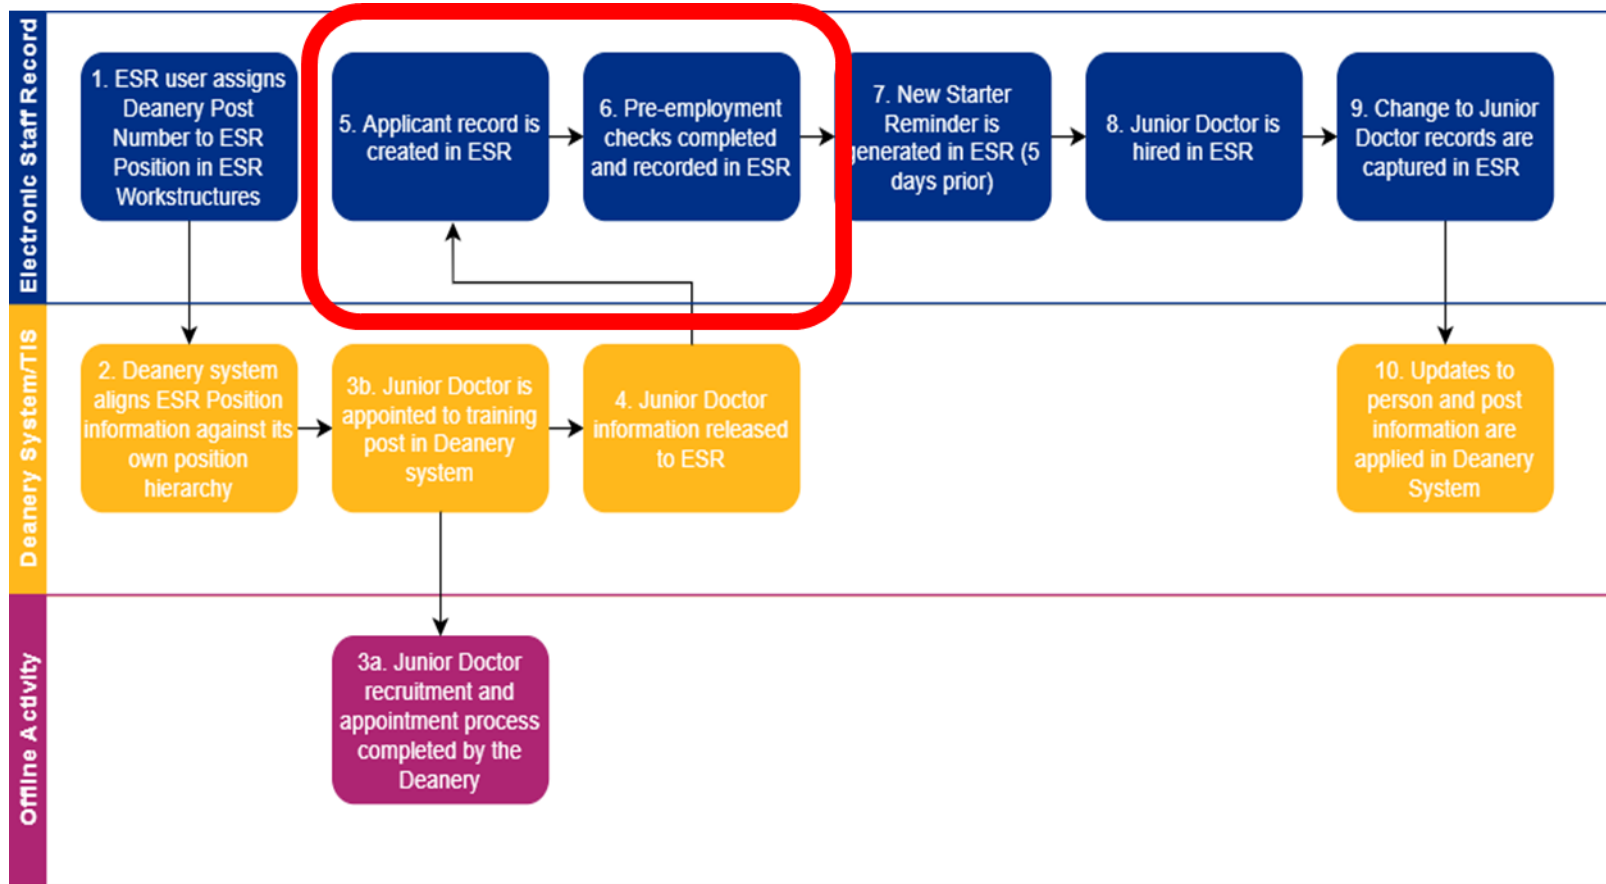 Electronic Staff Record
1. ESR user assigns
Deanery Post
Number to ESR
Position in ESR
Workstructures
5. Applicant record is
created in ESR
6. Pre-employment
checks completed
and recorded in ESR
7. New Starter
Reminder is
generated in ESR (5
days prior)
8. Junior Doctor is
hired in ESR
9. Change to Junior
Doctor records are
captured in ESR
Deanery System/TIS
2. Deanery system
aligns ESR Position
information against its
own position
hierarchy
3b. Junior Doctor is
appointed to training
post in Deanery
system
4. Junior Doctor
information released
to ESR
10. Updates to
person and post
information are
applied in Deanery
System
Offline Activity
3a. Junior Doctor
recruitment and
appointment process
completed by the
Deanery